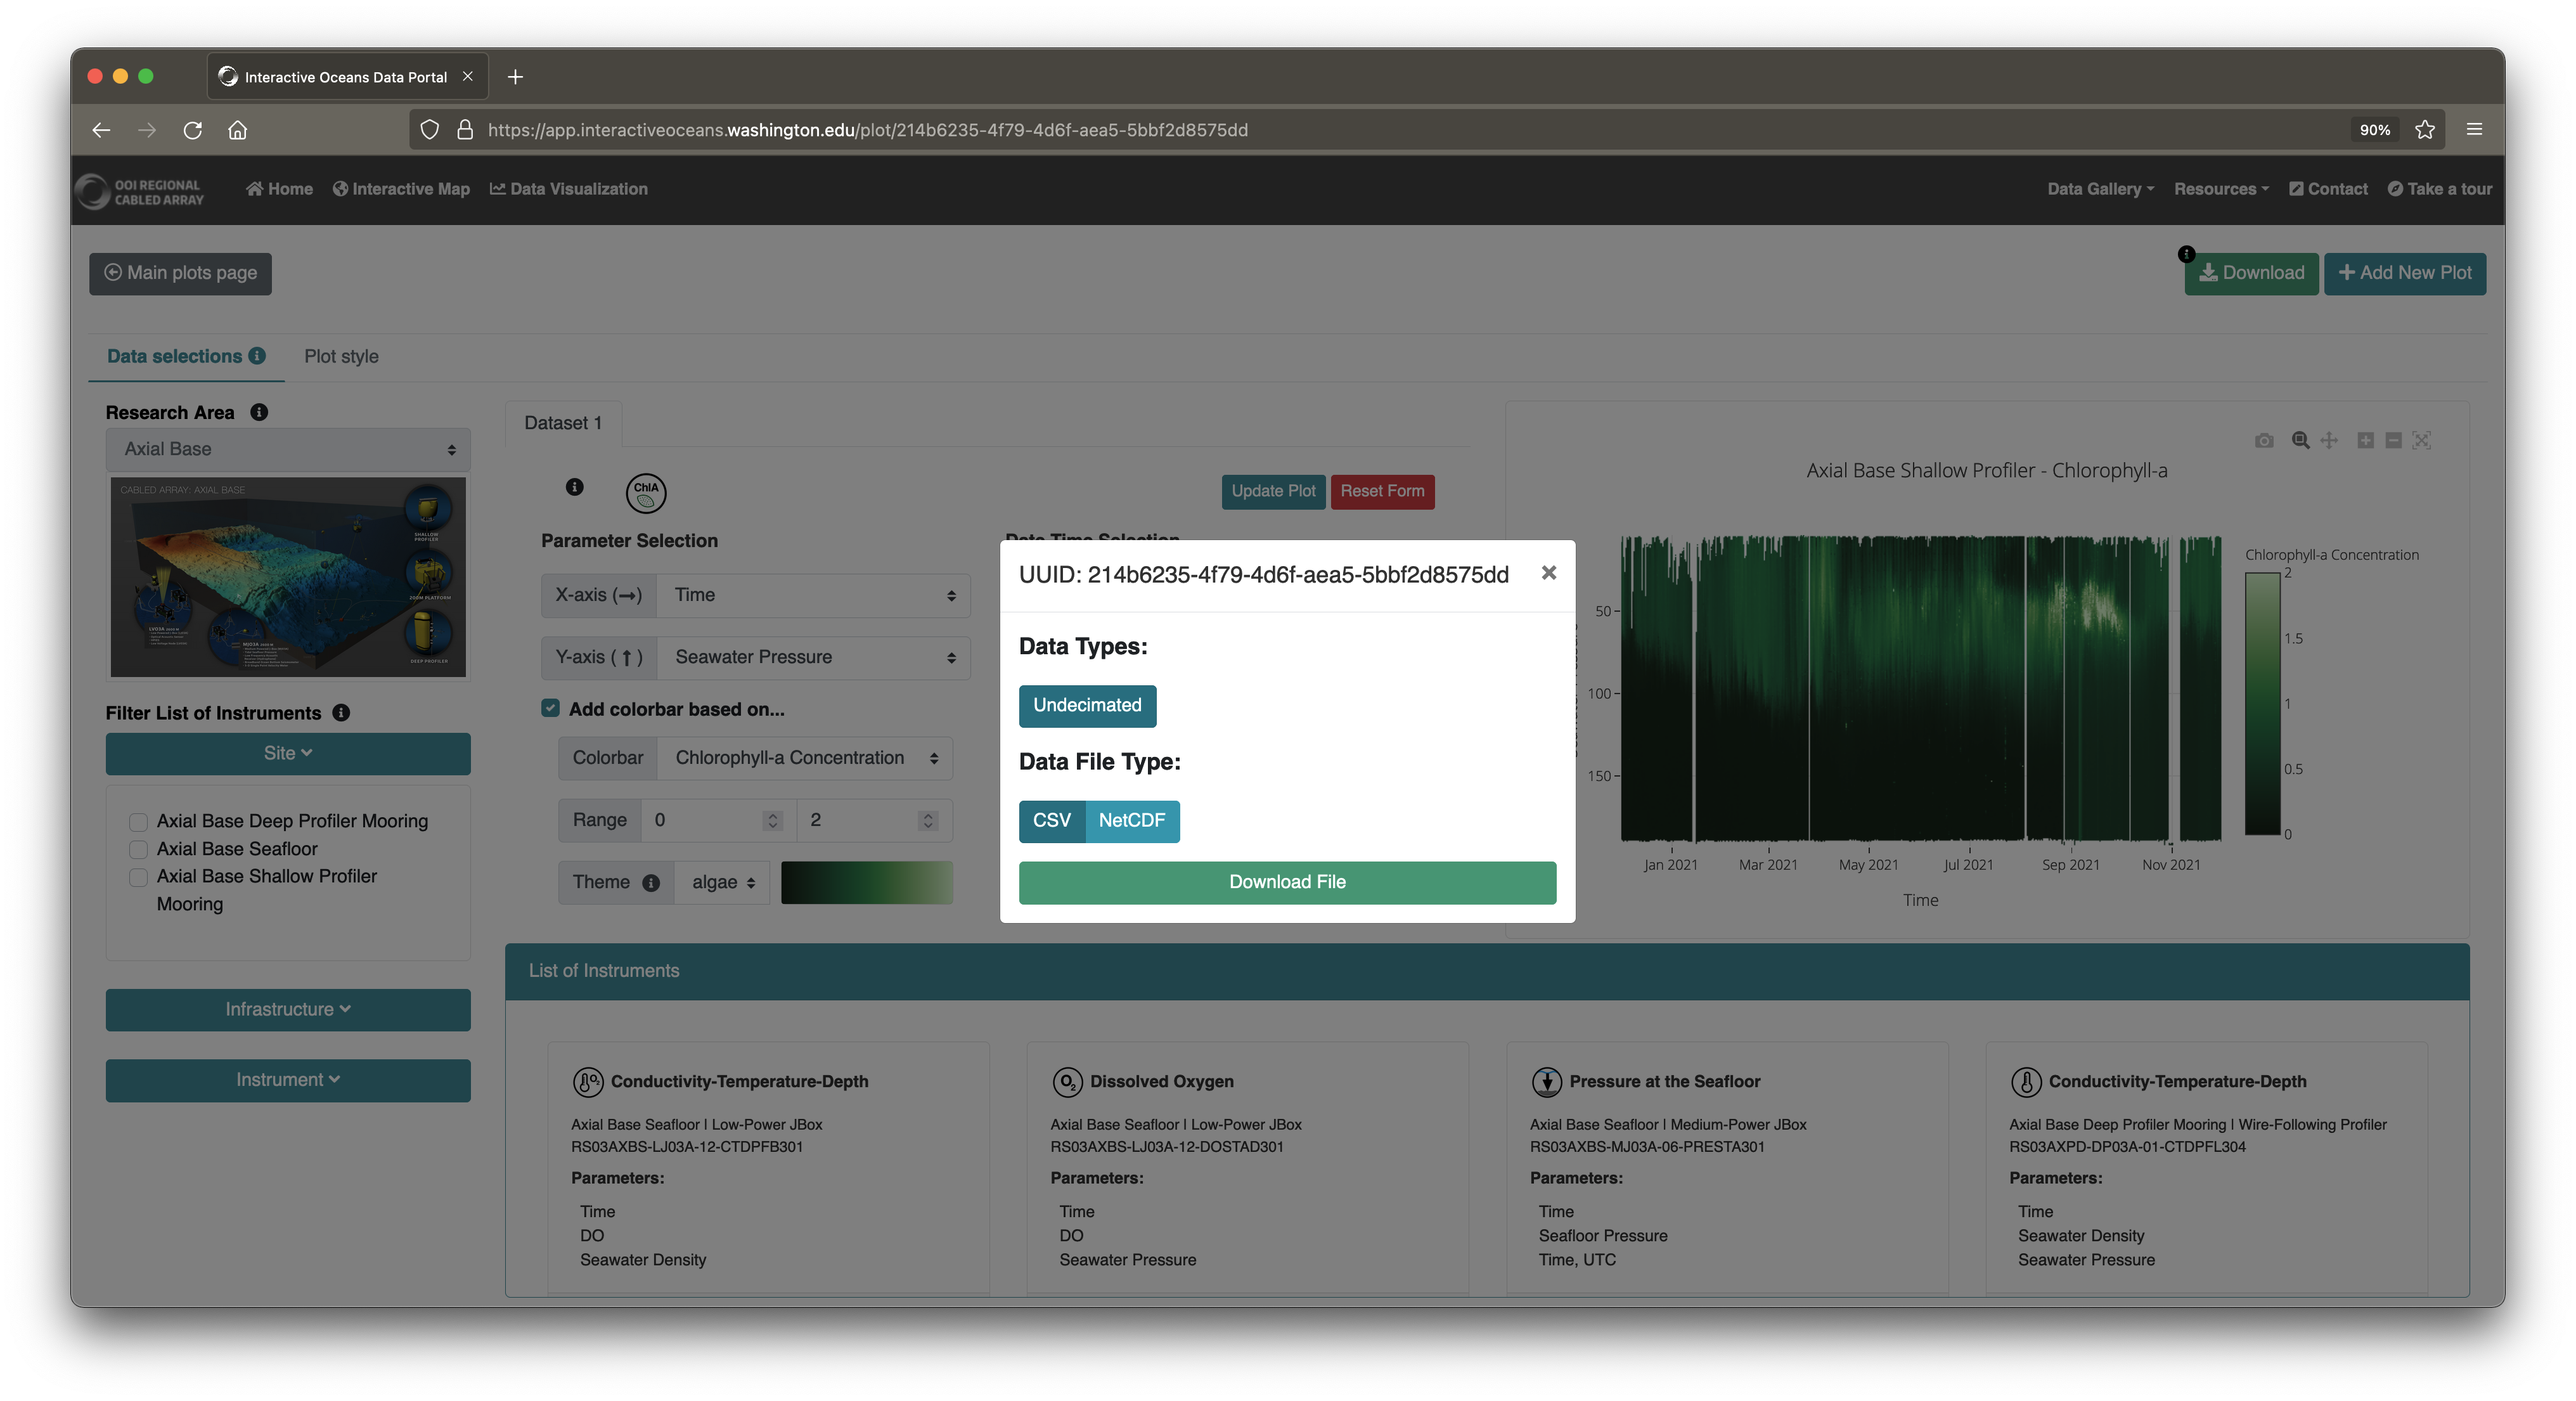 Interactive Oceans Data Portal
https://app.interactiveoceans.washington.edu/plot/214b6235-4f79-4d6f-aea5-5bbf2d8575dd
90%
OOI REGIONAL
CABLED ARRAY
Home
Interactive Map
Data Visualization
Data Gallery
Resources
Contact
Take a tour
Main plots page
Download
Add New Plot
Data selections
Plot style
Research Area
Axial Base
CABLED ARRAY: AXIAL BASE
SHALLOW
PROFILER
200M PLATFORM
DEEP PROFILER
Filter List of Instruments
Site
Axial Base Deep Profiler Mooring
Axial Base Seafloor
Axial Base Shallow Profiler
Mooring
Infrastructure
Instrument
Dataset 1
ChlA
Update Plot
Reset Form
Parameter Selection
X-axis (→)
Time
Y-axis (↑)
Seawater Pressure
Add colorbar based on...
Colorbar
Chlorophyll-a Concentration
Range
0
2
Theme
algae
UUID: 214b6235-4f79-4d6f-aea5-5bbf2d8575dd
Data Types:
Undecimated
Data File Type:
CSV
NetCDF
Download File
Axial Base Shallow Profiler - Chlorophyll-a
Chlorophyll-a Concentration
2
1.5
1
0.5
0
50
100
150
Jan 2021
Mar 2021
May 2021
Jul 2021
Sep 2021
Nov 2021
Time
List of Instruments
Conductivity-Temperature-Depth
Axial Base Seafloor | Low-Power JBox
RS03AXBS-LJ03A-12-CTDPFB301
Parameters:
Time
DO
Seawater Density
O2 Dissolved Oxygen
Axial Base Seafloor | Low-Power JBox
RS03AXBS-LJ03A-12-DOSTAD301
Parameters:
Time
DO
Seawater Pressure
Pressure at the Seafloor
Axial Base Seafloor | Medium-Power JBox
RS03AXBS-MJ03A-06-PRESTA301
Parameters:
Time
Seafloor Pressure
Time, UTC
Conductivity-Temperature-Depth
Axial Base Deep Profiler Mooring | Wire-Following Profiler
RS03AXPD-DP03A-01-CTDPFL304
Parameters:
Time
Seawater Density
Seawater Pressure